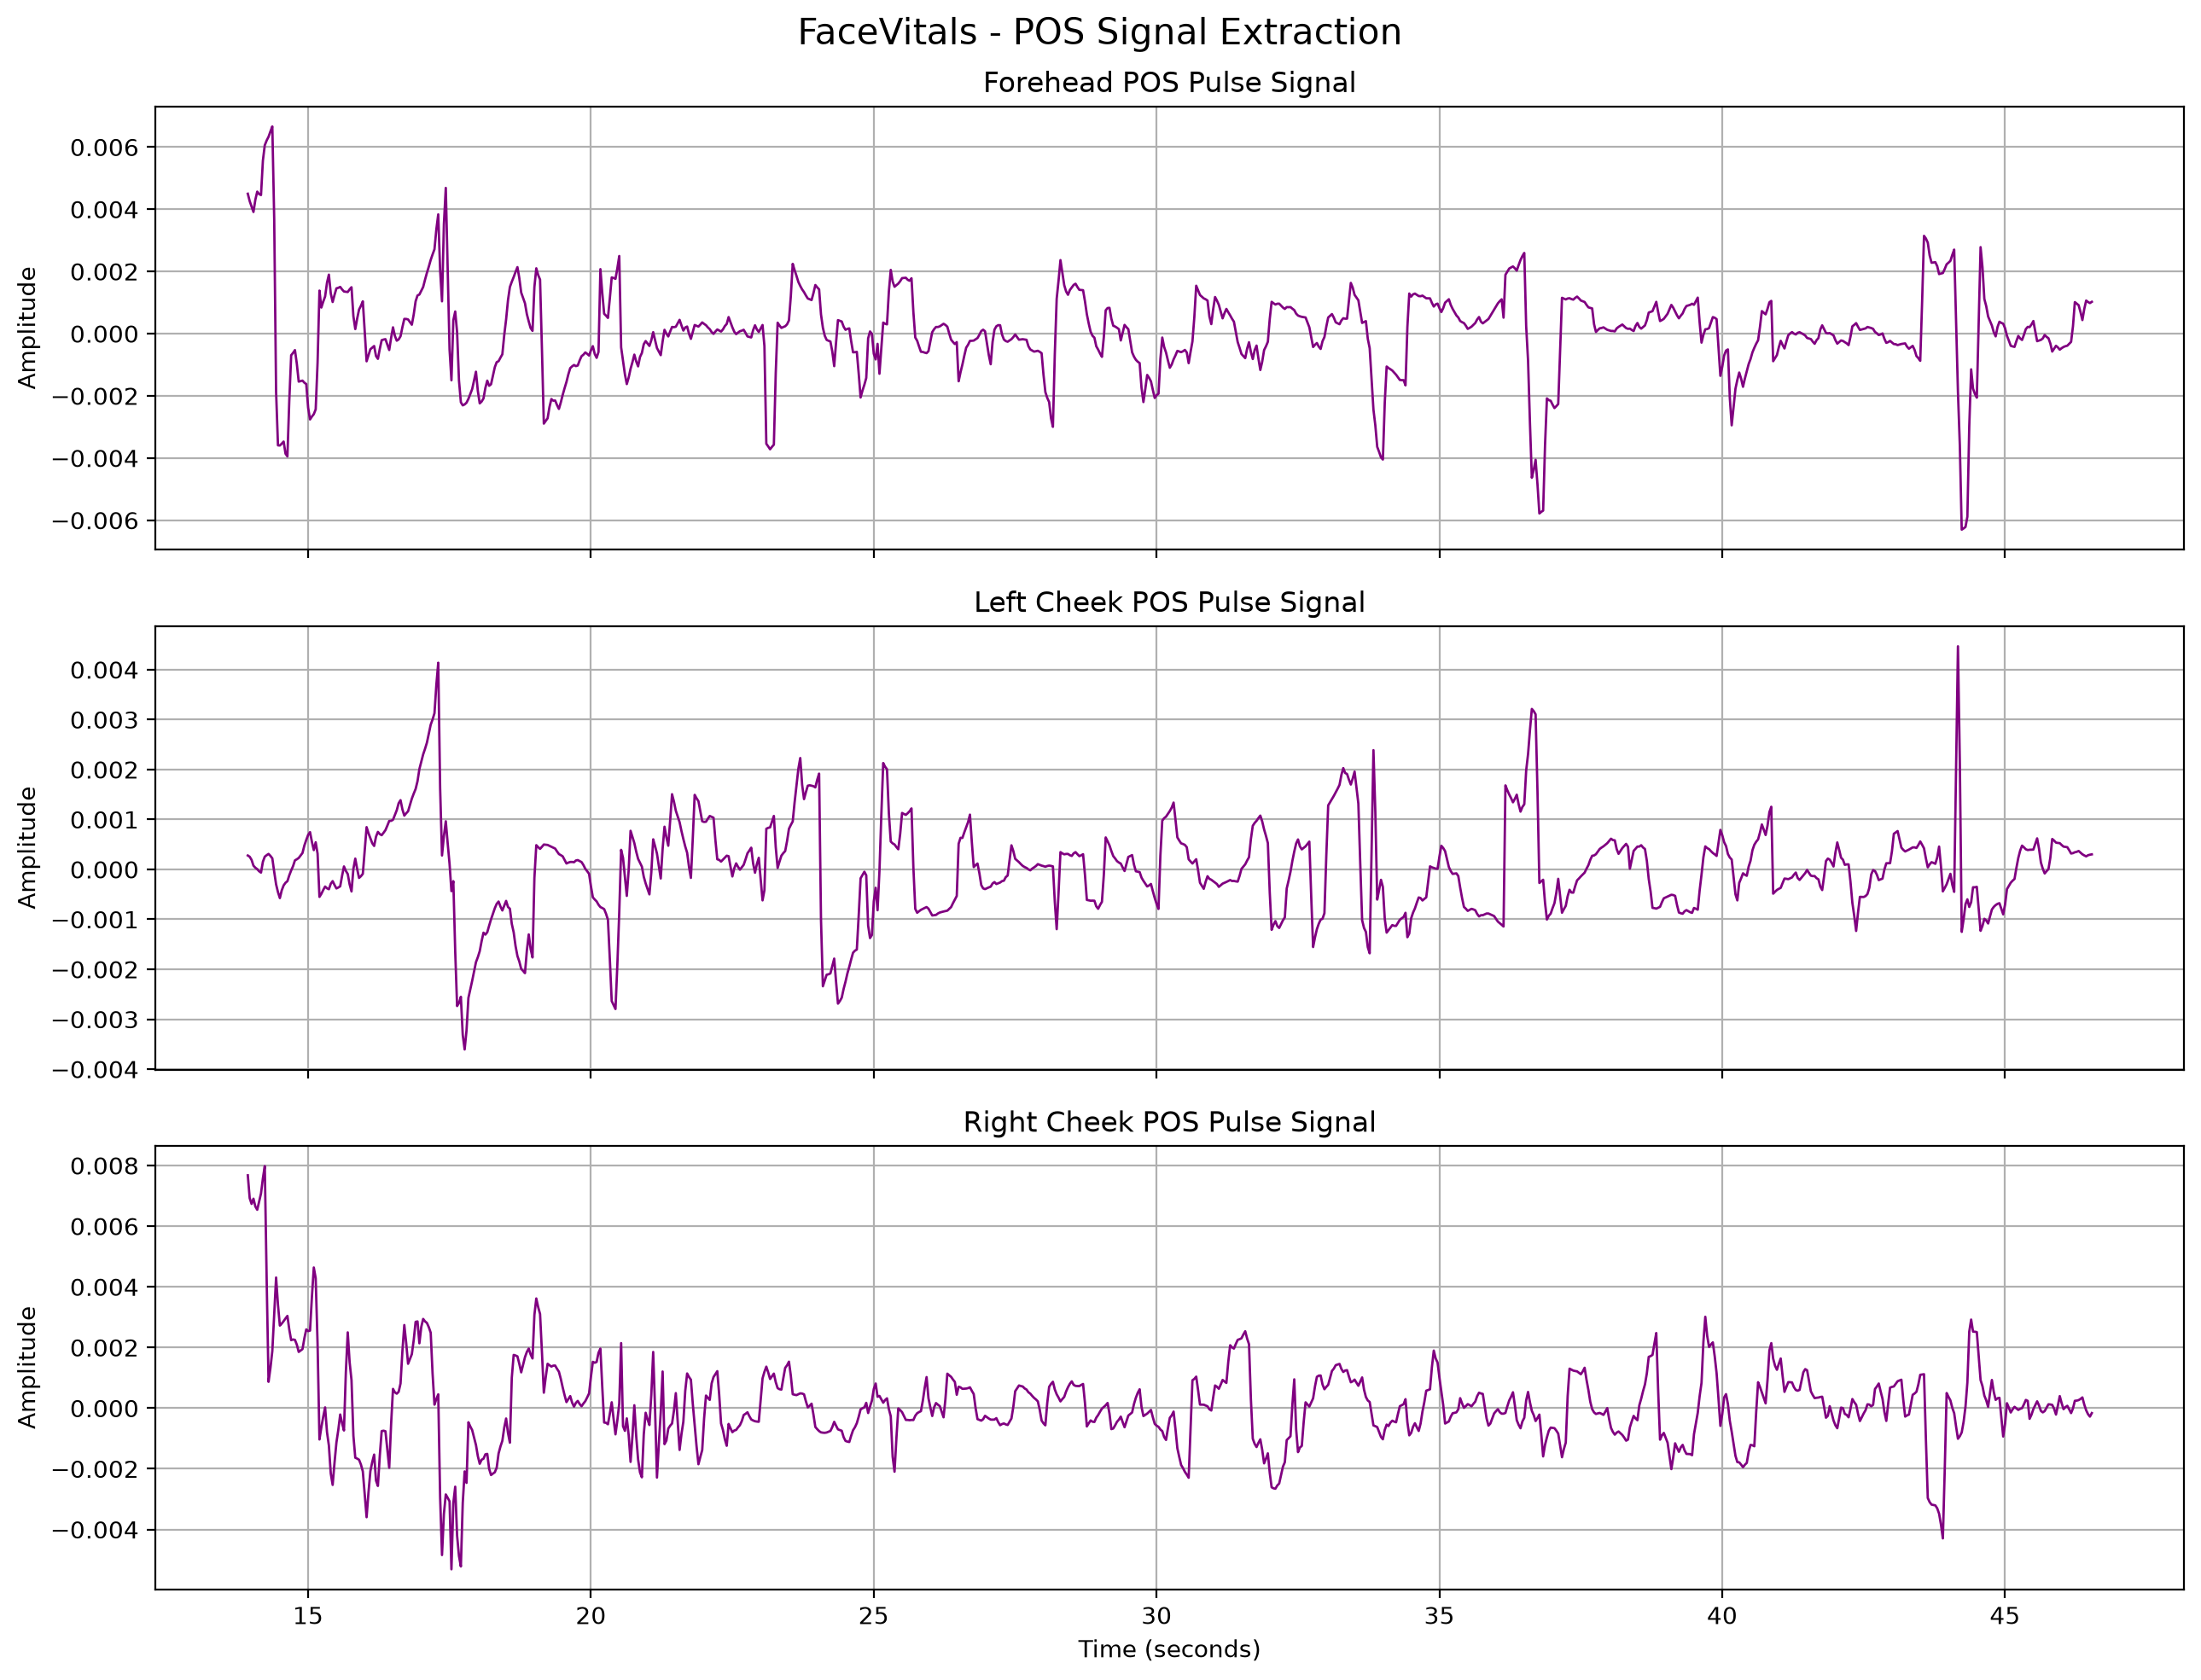 FaceVitals - POS Signal Extraction
Forehead POS Pulse Signal
Amplitude
0.006
0.004
0.002
0.000
−0.002
−0.004
−0.006
Left Cheek POS Pulse Signal
Amplitude
0.004
0.003
0.002
0.001
0.000
−0.001
−0.002
−0.003
−0.004
Right Cheek POS Pulse Signal
Amplitude
0.008
0.006
0.004
0.002
0.000
−0.002
−0.004
15 20 25 30 35 40 45
Time (seconds)